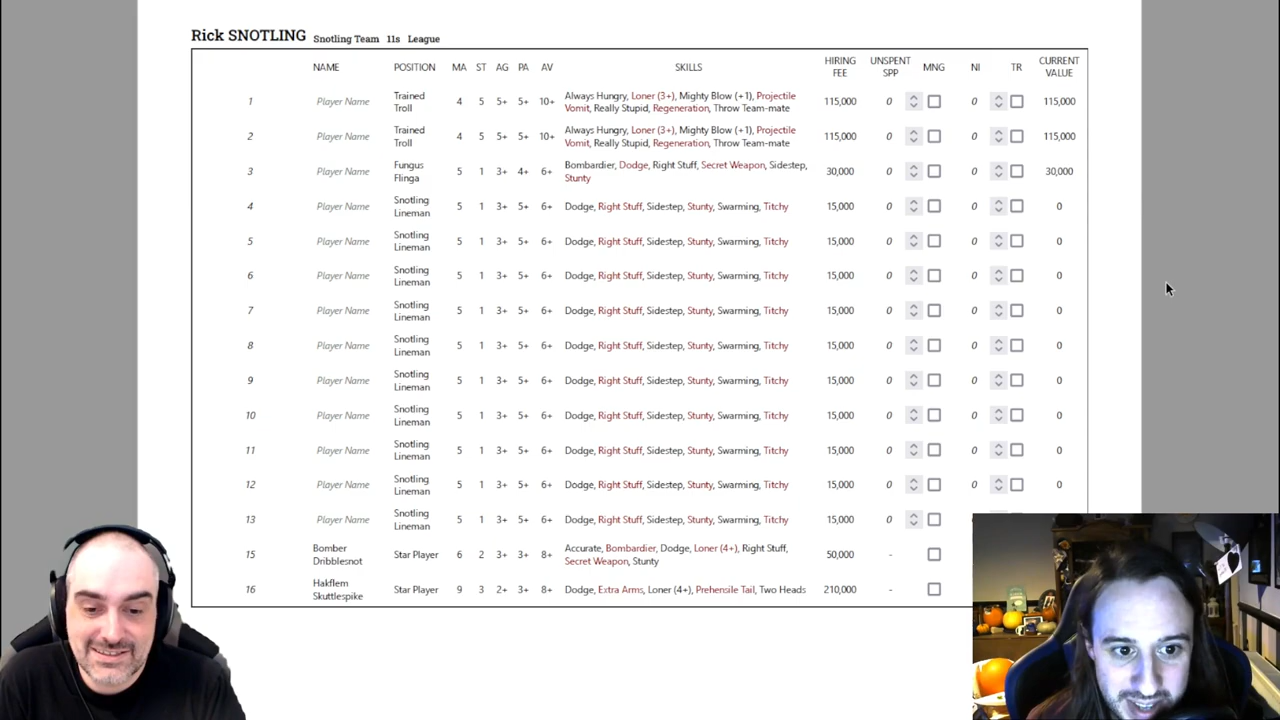 Rick SNOTLING Snotling Team 11s League
NAME POSITION MA ST AG PA AV SKILLS HIRING FEE UNSPENT SPP MNG NI TR CURRENT VALUE
1 Player Name Trained Troll 4 5 5+ 5+ 10+ Always Hungry, Loner (3+), Mighty Blow (+1), Projectile Vomit, Really Stupid, Regeneration, Throw Team-mate 115,000 0 0 115,000
2 Player Name Trained Troll 4 5 5+ 5+ 10+ Always Hungry, Loner (3+), Mighty Blow (+1), Projectile Vomit, Really Stupid, Regeneration, Throw Team-mate 115,000 0 0 115,000
3 Player Name Fungus Flinga 5 1 3+ 4+ 6+ Bombardier, Dodge, Right Stuff, Secret Weapon, Sidestep, Stunty 30,000 0 0 30,000
4 Player Name Snotling Lineman 5 1 3+ 5+ 6+ Dodge, Right Stuff, Sidestep, Stunty, Swarming, Titchy 15,000 0 0 0
5 Player Name Snotling Lineman 5 1 3+ 5+ 6+ Dodge, Right Stuff, Sidestep, Stunty, Swarming, Titchy 15,000 0 0 0
6 Player Name Snotling Lineman 5 1 3+ 5+ 6+ Dodge, Right Stuff, Sidestep, Stunty, Swarming, Titchy 15,000 0 0 0
7 Player Name Snotling Lineman 5 1 3+ 5+ 6+ Dodge, Right Stuff, Sidestep, Stunty, Swarming, Titchy 15,000 0 0 0
8 Player Name Snotling Lineman 5 1 3+ 5+ 6+ Dodge, Right Stuff, Sidestep, Stunty, Swarming, Titchy 15,000 0 0 0
9 Player Name Snotling Lineman 5 1 3+ 5+ 6+ Dodge, Right Stuff, Sidestep, Stunty, Swarming, Titchy 15,000 0 0 0
10 Player Name Snotling Lineman 5 1 3+ 5+ 6+ Dodge, Right Stuff, Sidestep, Stunty, Swarming, Titchy 15,000 0 0 0
11 Player Name Snotling Lineman 5 1 3+ 5+ 6+ Dodge, Right Stuff, Sidestep, Stunty, Swarming, Titchy 15,000 0 0 0
12 Player Name Snotling Lineman 5 1 3+ 5+ 6+ Dodge, Right Stuff, Sidestep, Stunty, Swarming, Titchy 15,000 0 0 0
13 Player Name Snotling Lineman 5 1 3+ 5+ 6+ Dodge, Right Stuff, Sidestep, Stunty, Swarming, Titchy 15,000 0
15 Bomber Dribblesnot Star Player 6 2 3+ 3+ 8+ Accurate, Bombardier, Dodge, Loner (4+), Right Stuff, Secret Weapon, Stunty 50,000 -
16 Hakflem Skuttlespike Star Player 9 3 2+ 3+ 8+ Dodge, Extra Arms, Loner (4+), Prehensile Tail, Two Heads 210,000 -